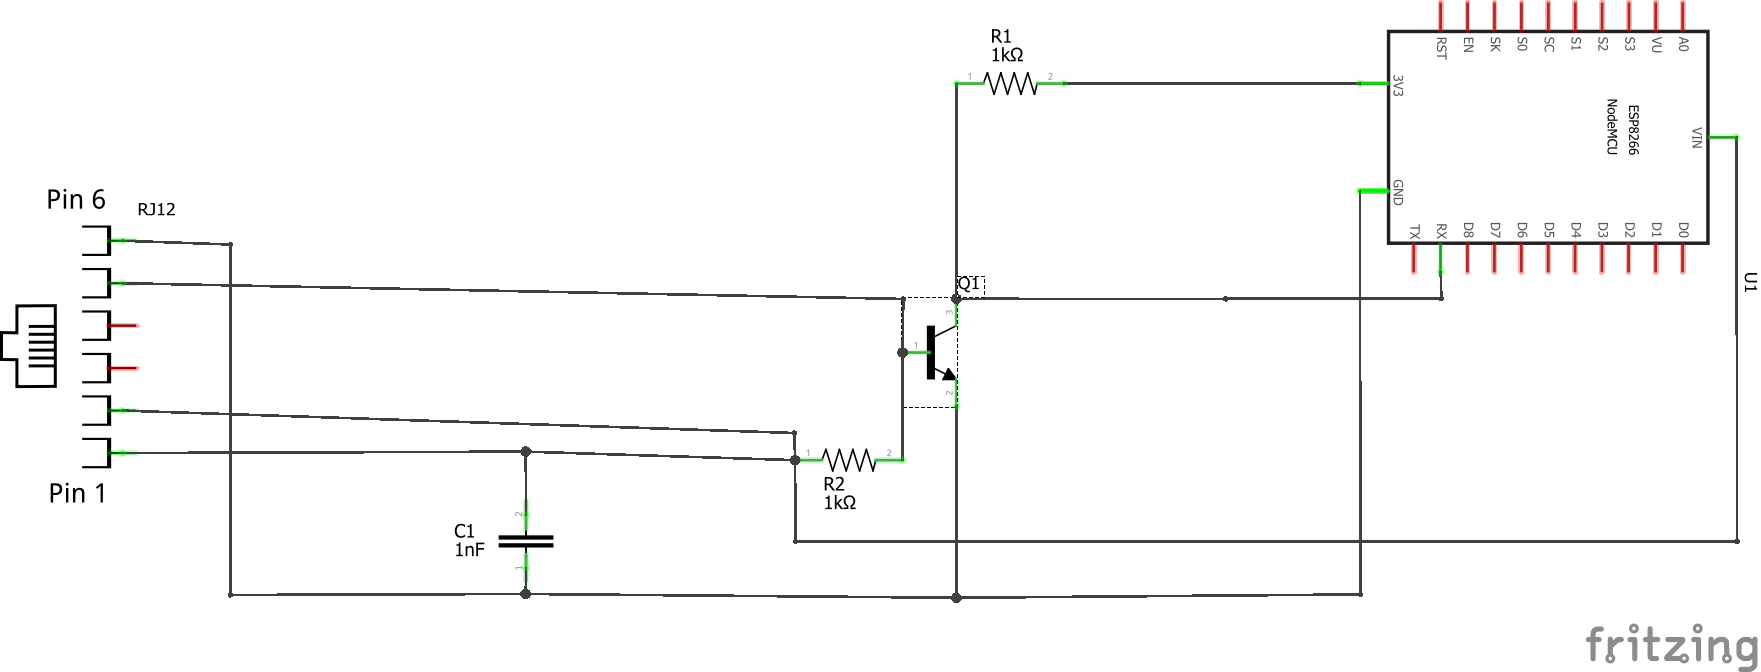 R1
1kΩ
1
2
RST
EN
SK
S0
SC
S1
S2
S3
VU
A0
3V3
GND
ESP8266
NodeMCU
VIN
TX
RX
D8
D7
D6
D5
D4
D3
D2
D1
D0
U1
Pin 6
RJ12
Q1
3
1
2
Pin 1
1
2
R2
1kΩ
C1
1nF
2
1
fritzing